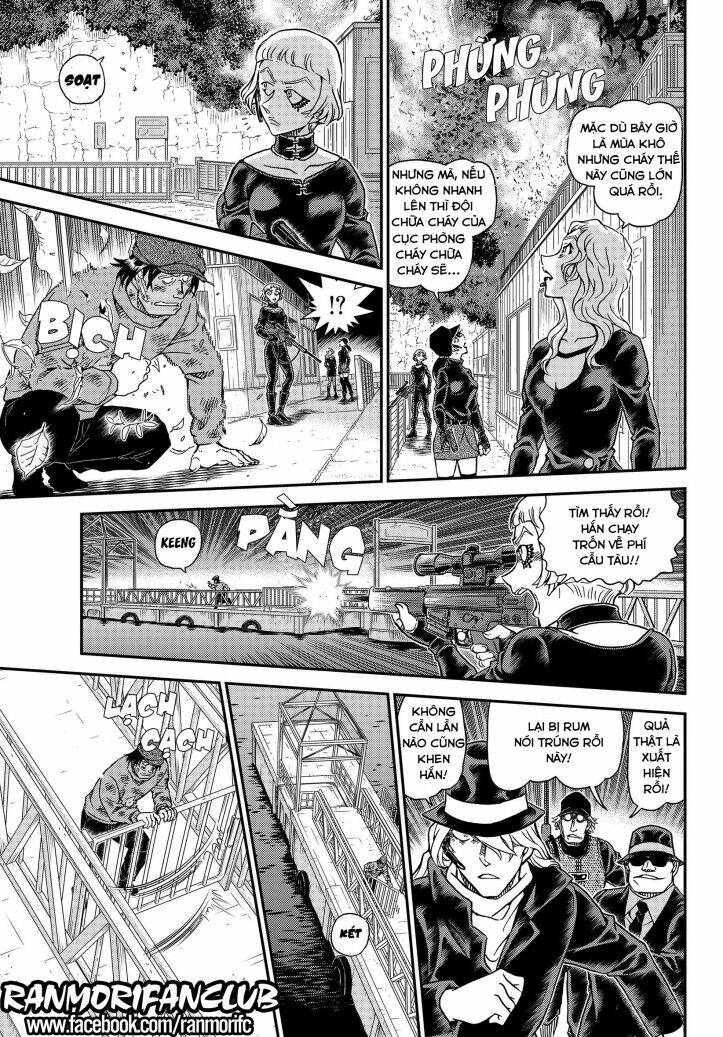 PHỪNG
PHỪNG
MẶC DÙ BÂY GIỜ
LÀ MÙA KHÔ
NHƯNG CHÁY THẾ
NÀY CŨNG LỚN
QUÁ RỒI.
NHƯNG MÀ, NẾU
KHÔNG NHANH
LÊN THÌ ĐỘI
CHỮA CHÁY CỦA
CỤC PHÒNG
CHÁY CHỮA
CHÁY SẼ...
SOẠT
!?
BỊCH
TÌM THẤY RỒI!
HẮN CHẠY
TRỐN VỀ PHÍ
CẦU TÀU!!
PẰNG
KEENG
QUẢ
THẬT LÀ
XUẤT
HIỆN
RỒI!
LẠI BỊ RUM
NÓI TRÚNG RỒI
NÀY!
KHÔNG
CẦN LẦN
NÀO CŨNG
KHEN
HẮN!
KÉT
LẠCH
CẠCH
RANMORIFANCLUB
www.facebook.com/ranmorifc